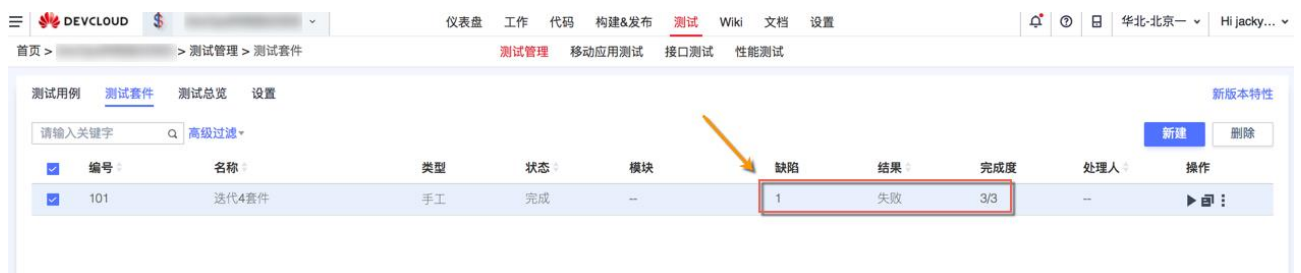 DEVCLOUD 仪表盘 工作 代码 构建&发布 测试 Wiki 文档 设置 华北-北京一 Hi jacky...
首页 > > 测试管理 > 测试套件 测试管理 移动应用测试 接口测试 性能测试
测试用例 测试套件 测试总览 设置 新版本特性
请输入关键字 高级过滤 新建 删除
编号 名称 类型 状态 模块 缺陷 结果 完成度 处理人 操作
101 迭代4套件 手工 完成 -- 1 失败 3/3 --